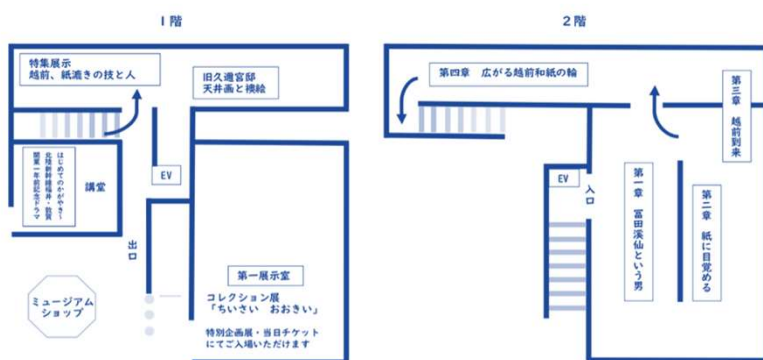 1階
特集展示
越前、紙漉きの技と人
旧久邇宮邸
天井画と襖絵
はじめてのかがやき〜
北陸新幹線福井・敦賀
開業一年前記念ドラマ
講堂
EV
出口
ミュージアム
ショップ
第一展示室
コレクション展
「ちいさい おおきい」
特別企画展・当日チケット
にてご入場いただけます
2階
第四章 広がる越前和紙の輪
第三章 越前到来
EV
入口
第一章 冨田溪仙という男
第二章 紙に目覚める